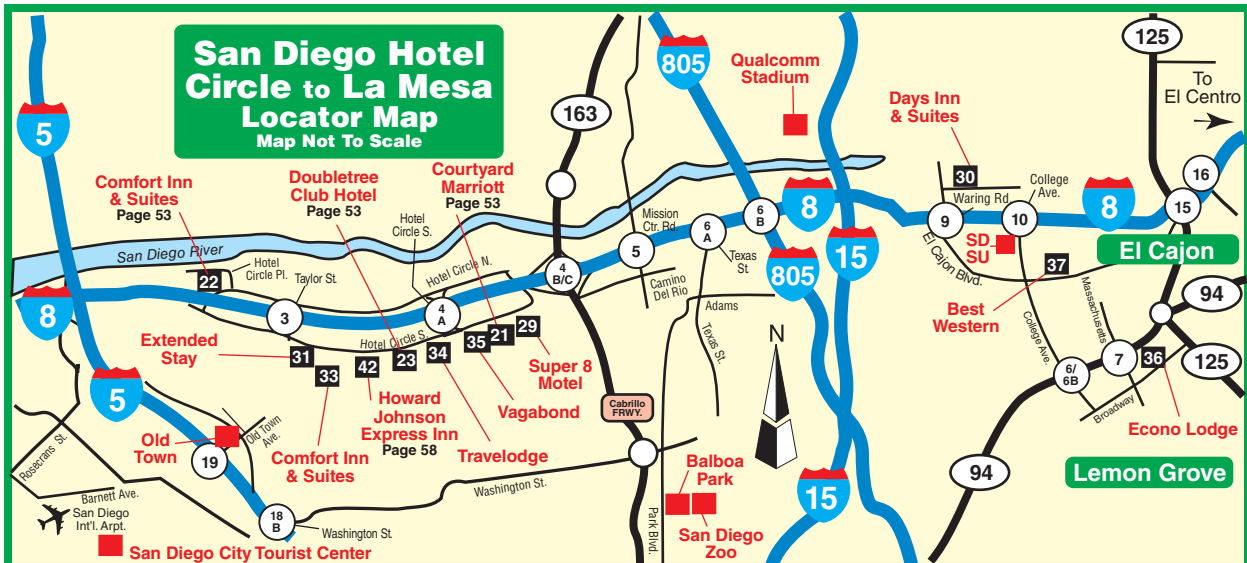 San Diego Hotel
Circle to La Mesa
Locator Map
Map Not To Scale
5
163
805
Qualcomm
Stadium
125
To
El Centro
Days Inn
& Suites
30
Waring Rd.
College
Ave.
16
15
8
8
9
10
SD
SU
El Cajon Blvd.
37
El Cajon
Best
Western
Massachusetts
94
College Ave.
6/
6B
7
36
125
Broadway
Econo Lodge
94
Lemon Grove
Comfort Inn
& Suites
Page 53
Doubletree
Club Hotel
Page 53
Courtyard
Marriott
Page 53
Hotel
Circle S.
San Diego River
22
Hotel
Circle Pl.
Taylor St.
Hotel Circle N.
8
3
4
A
4
B/C
5
Mission
Ctr. Rd.
6
A
6
B
Texas
St.
Camino
Del Rio
805
15
Adams
Texas St.
Hotel Circle S.
Extended
Stay
31
33
42
23
34
35
21
29
Super 8
Motel
Vagabond
Travelodge
Howard
Johnson
Express Inn
Page 58
Comfort Inn
& Suites
5
Old
Town
Old Town
Ave.
19
Rosecrans St.
Barnett Ave.
San Diego
Int'l. Arpt.
18
B
Washington St.
Washington St.
San Diego City Tourist Center
Cabrillo
FRWY.
N
Park Blvd.
Balboa
Park
San Diego
Zoo
15